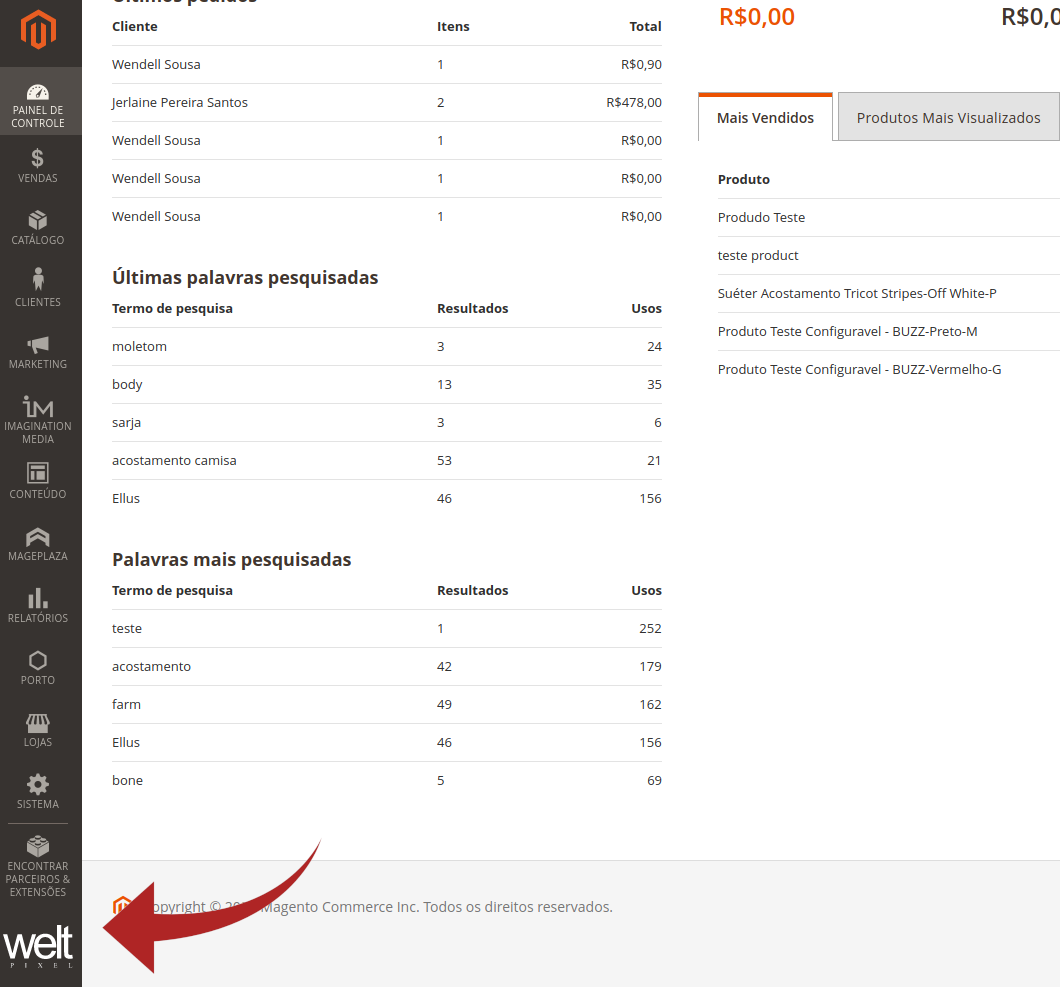 Últimos pedidos
Cliente Itens Total
Wendell Sousa 1 R$0,90
Jerlaine Pereira Santos 2 R$478,00
Wendell Sousa 1 R$0,00
Wendell Sousa 1 R$0,00
Wendell Sousa 1 R$0,00
Últimas palavras pesquisadas
Termo de pesquisa Resultados Usos
moletom 3 24
body 13 35
sarja 3 6
acostamento camisa 53 21
Ellus 46 156
Palavras mais pesquisadas
Termo de pesquisa Resultados Usos
teste 1 252
acostamento 42 179
farm 49 162
Ellus 46 156
bone 5 69
R$0,00 R$0,0
Mais Vendidos Produtos Mais Visualizados
Produto
Produdo Teste
teste product
Suéter Acostamento Tricot Stripes-Off White-P
Produto Teste Configuravel - BUZZ-Preto-M
Produto Teste Configuravel - BUZZ-Vermelho-G
PAINEL DE
CONTROLE
VENDAS
CATÁLOGO
CLIENTES
MARKETING
iM
IMAGINATION
MEDIA
CONTEÚDO
MAGEPLAZA
RELATÓRIOS
PORTO
LOJAS
SISTEMA
ENCONTRAR
PARCEIROS &
EXTENSÕES
welt
PIXEL
opyright © Magento Commerce Inc. Todos os direitos reservados.